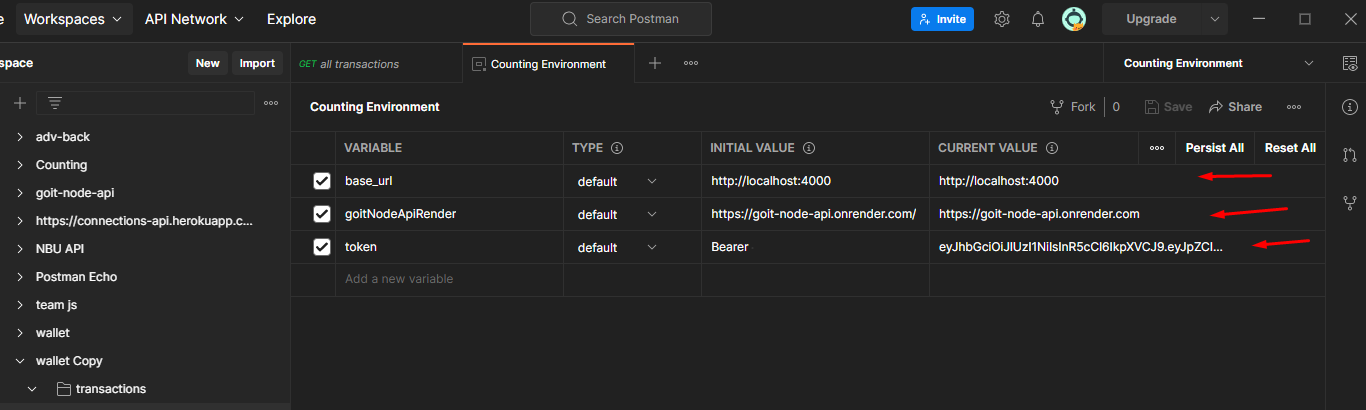 e Workspaces API Network Explore Search Postman Invite Upgrade
space New Import GET all transactions Counting Environment Counting Environment
Counting Environment Fork 0 Save Share
VARIABLE TYPE INITIAL VALUE CURRENT VALUE Persist All Reset All
base_url default http://localhost:4000 http://localhost:4000
goitNodeApiRender default https://goit-node-api.onrender.com/ https://goit-node-api.onrender.com
token default Bearer
Add a new variable
adv-back
Counting
goit-node-api
https://connections-api.herokuapp.c...
NBU API
Postman Echo
team js
wallet
wallet Copy
transactions